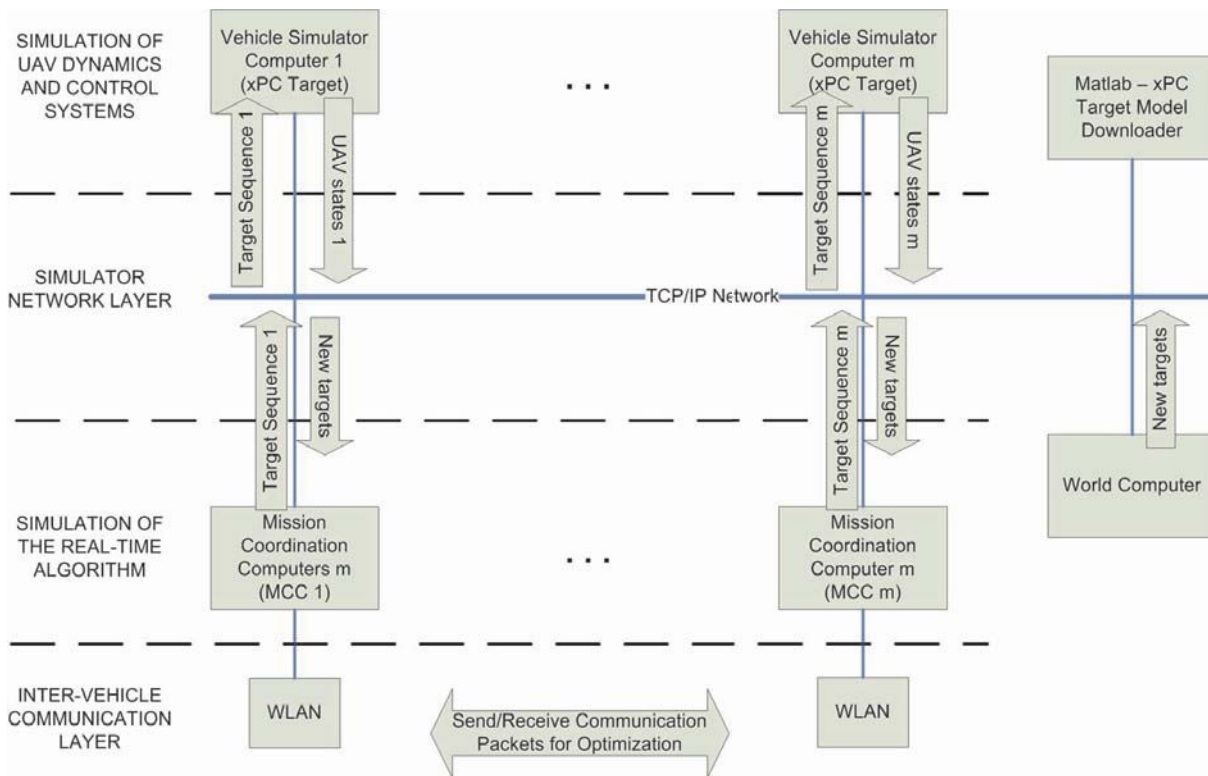 SIMULATION OF
UAV DYNAMICS
AND CONTROL
SYSTEMS
Vehicle Simulator
Computer 1
(xPC Target)
. . .
Vehicle Simulator
Computer m
(xPC Target)
Matlab – xPC
Target Model
Downloader
Target Sequence 1
UAV states 1
Target Sequence m
UAV states m
SIMULATOR
NETWORK LAYER
TCP/IP Network
Target Sequence 1
New targets
Target Sequence m
New targets
New targets
World Computer
SIMULATION OF
THE REAL-TIME
ALGORITHM
Mission
Coordination
Computers m
(MCC 1)
. . .
Mission
Coordination
Computer m
(MCC m)
INTER-VEHICLE
COMMUNICATION
LAYER
WLAN
Send/Receive Communication
Packets for Optimization
WLAN